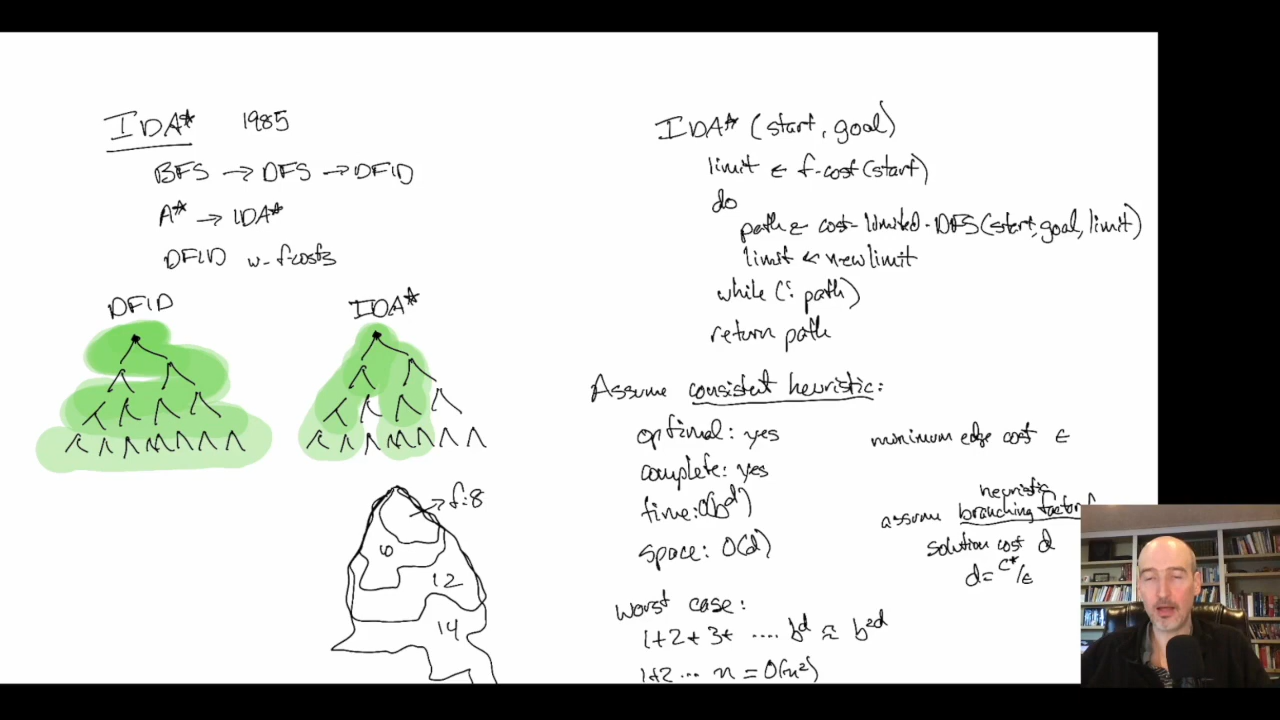 IDA* 1985
BFS → DFS → DFID
A* → IDA*
DFID w- f-costs
DFID
IDA*
f:8
10
12
14
IDA* (start, goal)
limit ← f-cost(start)
do
path ← cost-limited-DFS(start, goal, limit)
limit ← new limit
while (!path)
return path
Assume consistent heuristic:
optimal: yes
complete: yes
time: O(b^d)
space: O(d)
minimum edge cost ∈
heuristic
assume branching factor
solution cost d
d= C*/∈
worst case:
1+2+3+ .... b^d ≈ b^2d
1+2 ... n = O(n²)